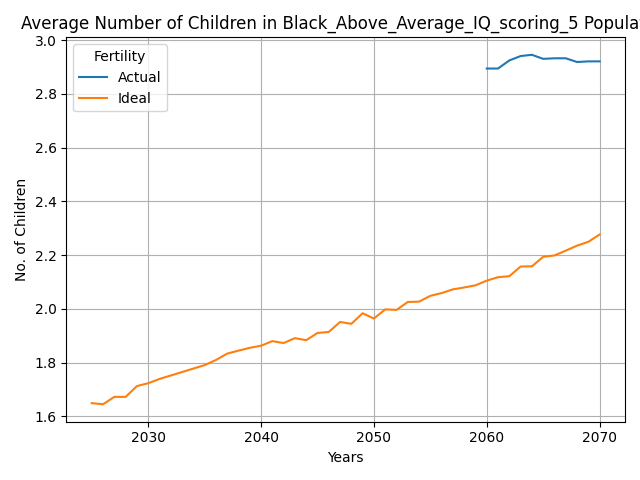 Average Number of Children in Black_Above_Average_IQ_scoring_5 Popula
3.0
2.8
2.6
2.4
2.2
2.0
1.8
1.6
No. of Children
Fertility
Actual
Ideal
2030 2040 2050 2060 2070
Years